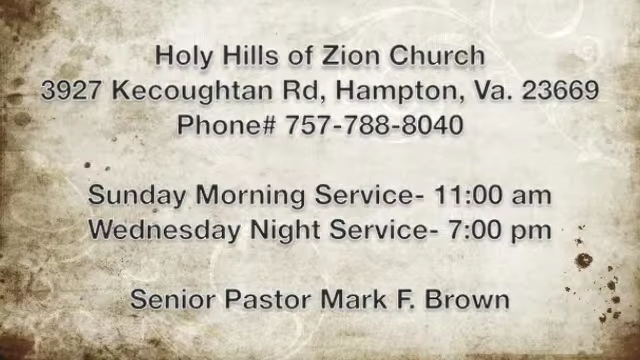 Holy Hills of Zion Church
3927 Kecoughtan Rd, Hampton, Va. 23669
Phone# 757-788-8040
Sunday Morning Service- 11:00 am
Wednesday Night Service- 7:00 pm
Senior Pastor Mark F. Brown